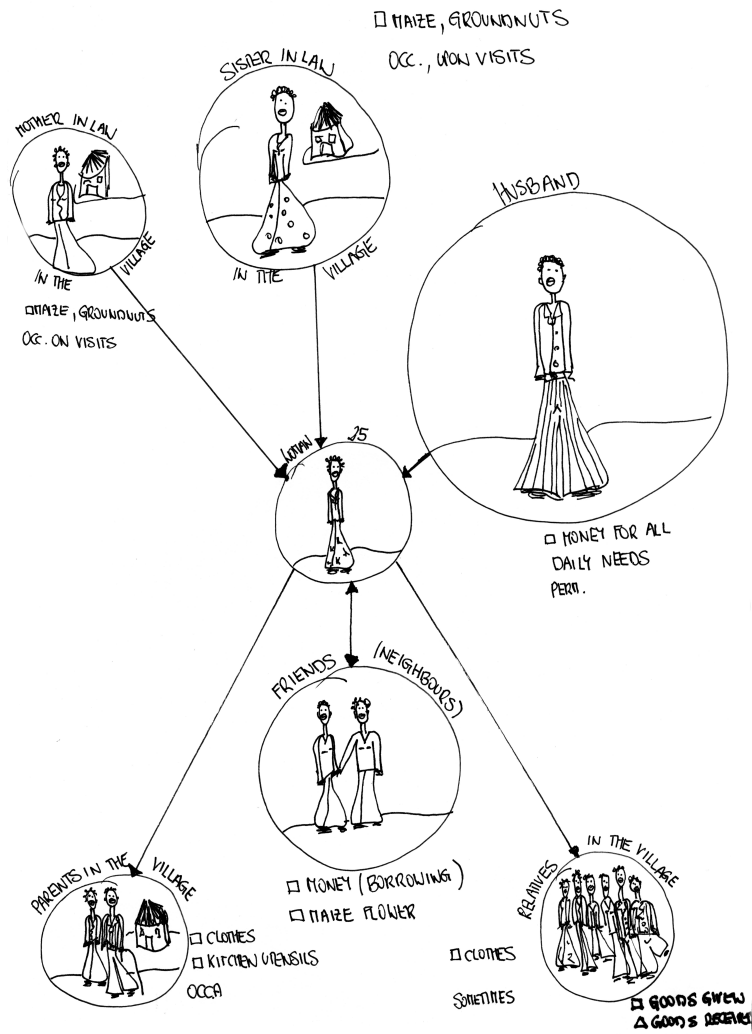 □ MAIZE, GROUNDNUTS
OCC., UPON VISITS
SISTER IN LAW
IN THE VILLAGE
MOTHER IN LAW
IN THE VILLAGE
□ MAIZE, GROUNDNUTS
OCC. ON VISITS
HUSBAND
□ MONEY FOR ALL
DAILY NEEDS
PERM.
WOMAN 25
FRIENDS (NEIGHBOURS)
□ MONEY (BORROWING)
□ MAIZE FLOWER
PARENTS IN THE VILLAGE
□ CLOTHES
□ KITCHEN UTENSILS
OCCA
RELATIVES IN THE VILLAGE
□ CLOTHES
SOMETIMES
□ GOODS GIVEN
△ GOODS